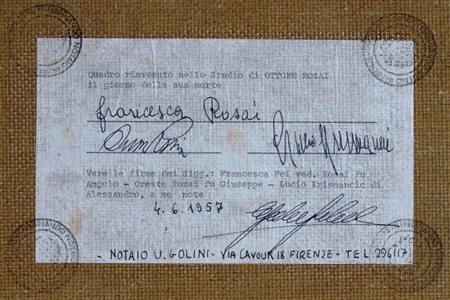 Quadro rinvenuto nello Studio di OTTONE ROSAI
il giorno della sua morte
Francesca Rosai
Vere le firme dei Sigg.: Francesca Fei ved. Rosai fu
Angelo - Oreste Rosai fu Giuseppe - Lucio Krismancic di
Alessandro, a me note
4.6.1957
NOTAIO U. GOLINI - VIA CAVOUR 18 FIRENZE - TEL 296117